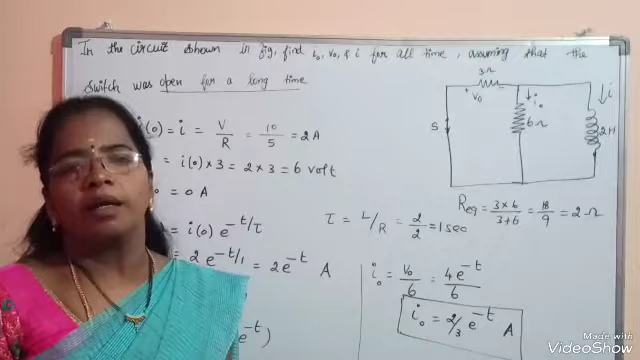 In the circuit shown in fig, find i₀, v₀, & i for all time, assuming that the
switch was open for a long time
i(0) = i = V/R = 10/5 = 2 A
= i(0) × 3 = 2 × 3 = 6 volt
= 0 A
= i(0) e^-t/τ
= 2 e^-t/1 = 2e^-t A
e^-t)
τ = L/R = 2/2 = 1 sec
i₀ = v₀/6 = 4e^-t/6
i₀ = 2/3 e^-t A
3Ω
+ v₀ -
S
i₀
6Ω
i
2H
Req = 3 × 6/3+6 = 18/9 = 2 Ω
Made with
VideoShow